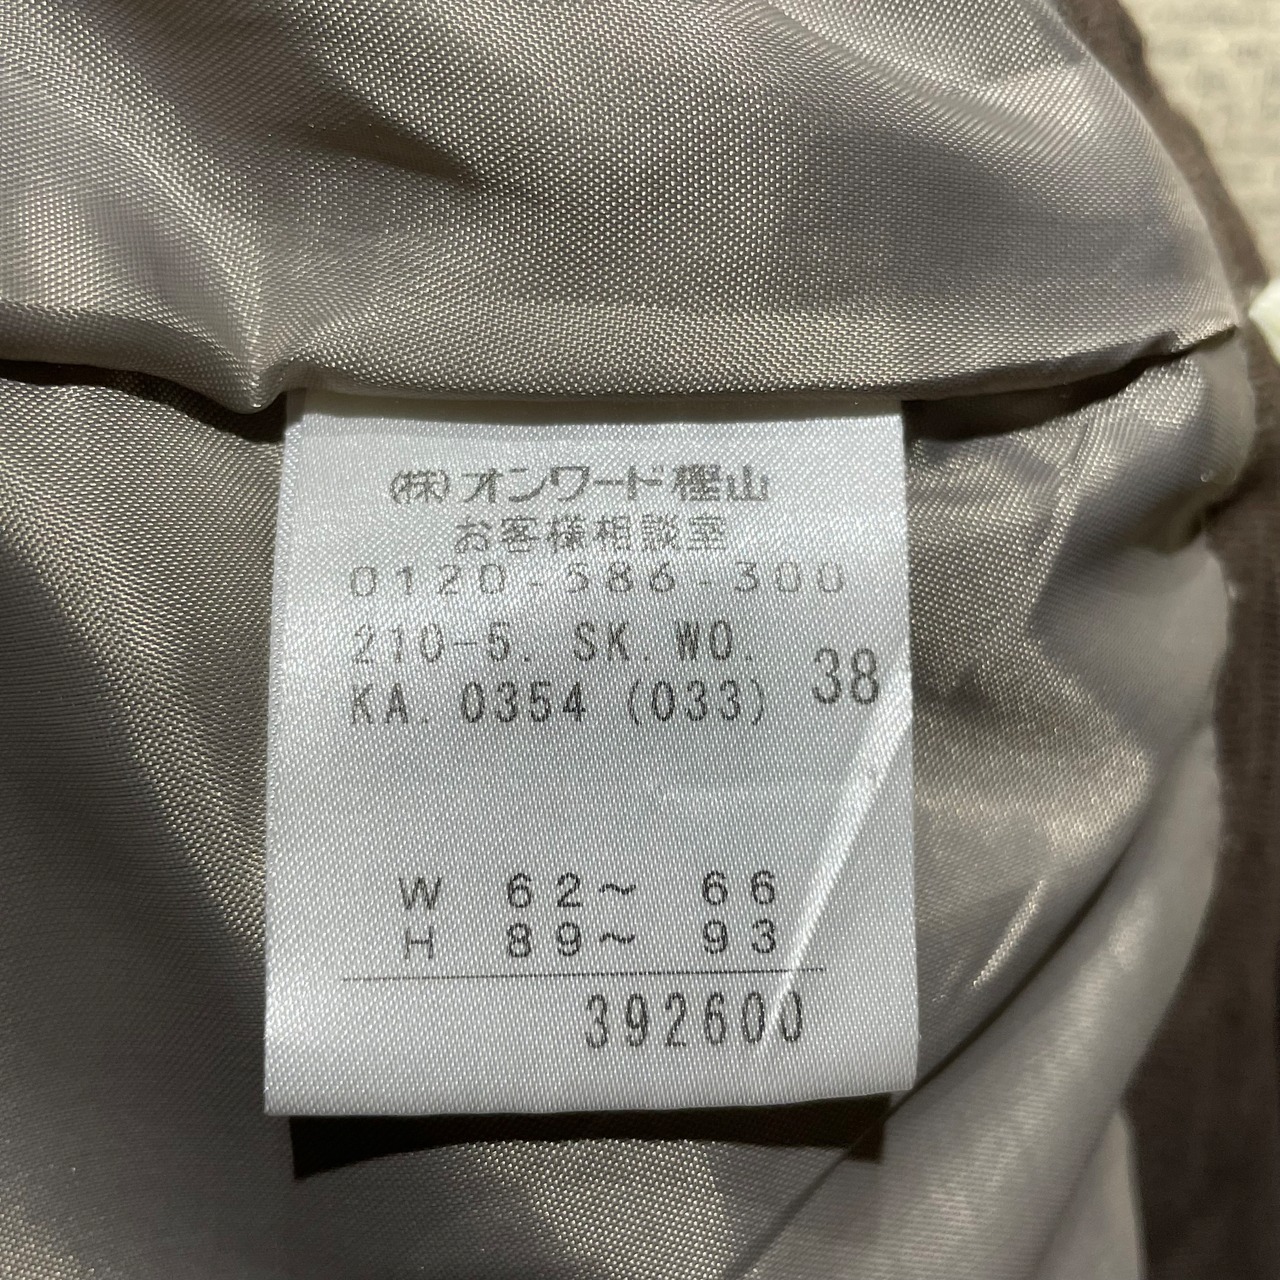 (株)オンワード樫山
お客様相談室
0120-586-300
210-5. SK. WO.
KA. 0354 (033) 38
W 62～ 66
H 89～ 93
392600